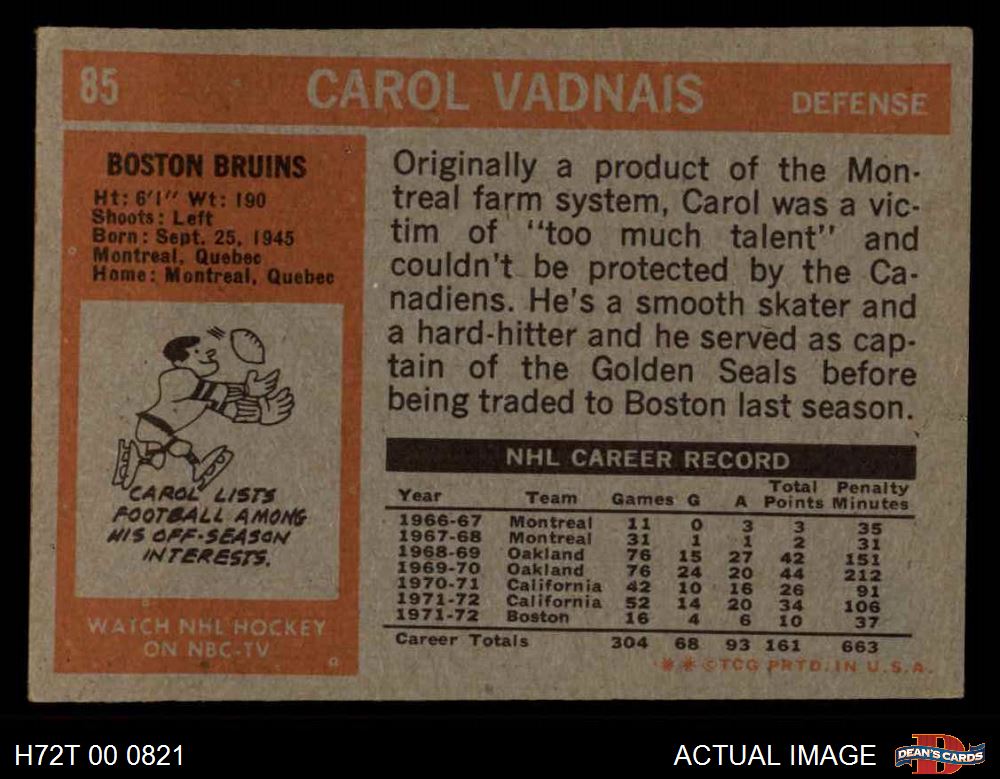 85 CAROL VADNAIS DEFENSE
BOSTON BRUINS
Ht: 6'1" Wt: 190
Shoots: Left
Born: Sept. 25, 1945
Montreal, Quebec
Home: Montreal, Quebec
CAROL LISTS
FOOTBALL AMONG
HIS OFF-SEASON
INTERESTS.
WATCH NHL HOCKEY
ON NBC-TV
Originally a product of the Mon-
treal farm system, Carol was a vic-
tim of "too much talent" and
couldn't be protected by the Ca-
nadiens. He's a smooth skater and
a hard-hitter and he served as cap-
tain of the Golden Seals before
being traded to Boston last season.
NHL CAREER RECORD
Year Team Games G A Total Points Penalty Minutes
1966-67 Montreal 11 0 3 3 35
1967-68 Montreal 31 1 1 2 31
1968-69 Oakland 76 15 27 42 151
1969-70 Oakland 76 24 20 44 212
1970-71 California 42 10 16 26 91
1971-72 California 52 14 20 34 106
1971-72 Boston 16 4 6 10 37
Career Totals 304 68 93 161 663
* * ©TCG PRTD. IN U.S.A.
H72T 00 0821 ACTUAL IMAGE DEAN'S CARDS